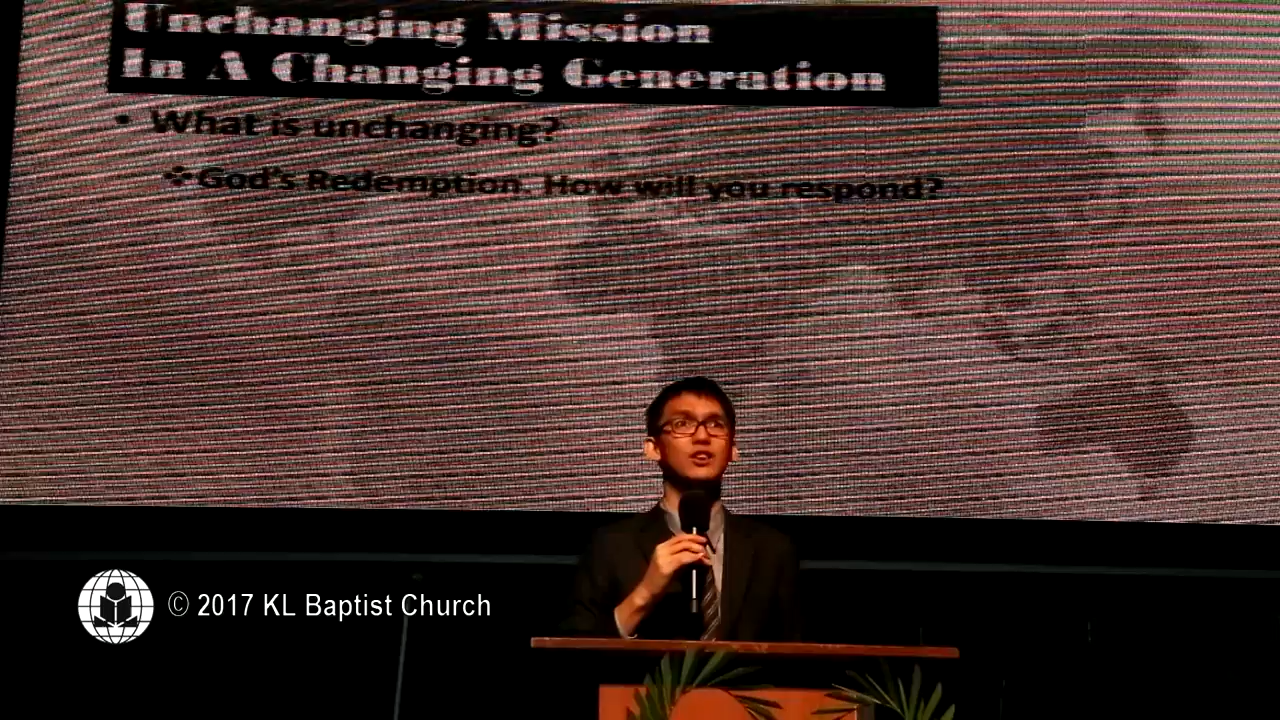 Unchanging Mission
In A Changing Generation
• What is unchanging?
❖God's Redemption. How will you respond?
© 2017 KL Baptist Church